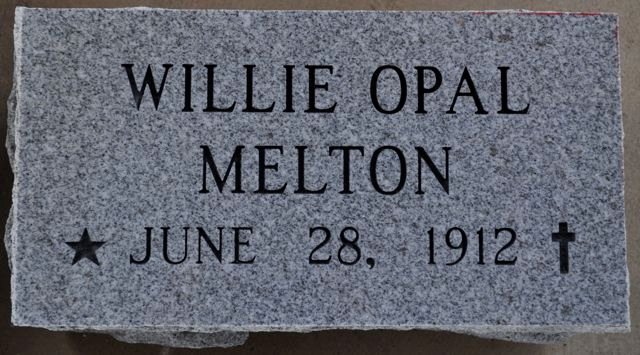 WILLIE OPAL
MELTON
★ JUNE 28, 1912 ✝